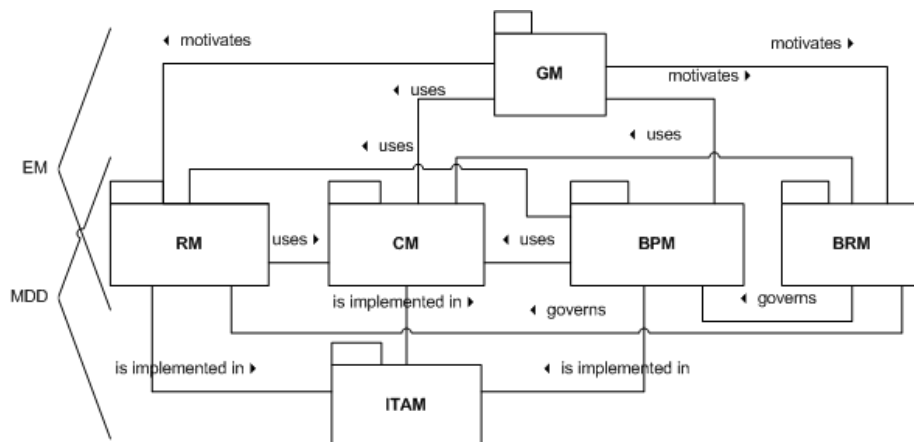 ◄ motivates
motivates ►
GM
motivates ►
◄ uses
◄ uses
◄ uses
EM
RM
uses ►
CM
◄ uses
BPM
BRM
MDD
is implemented in ►
◄ governs
◄ governs
is implemented in ►
◄ is implemented in
ITAM